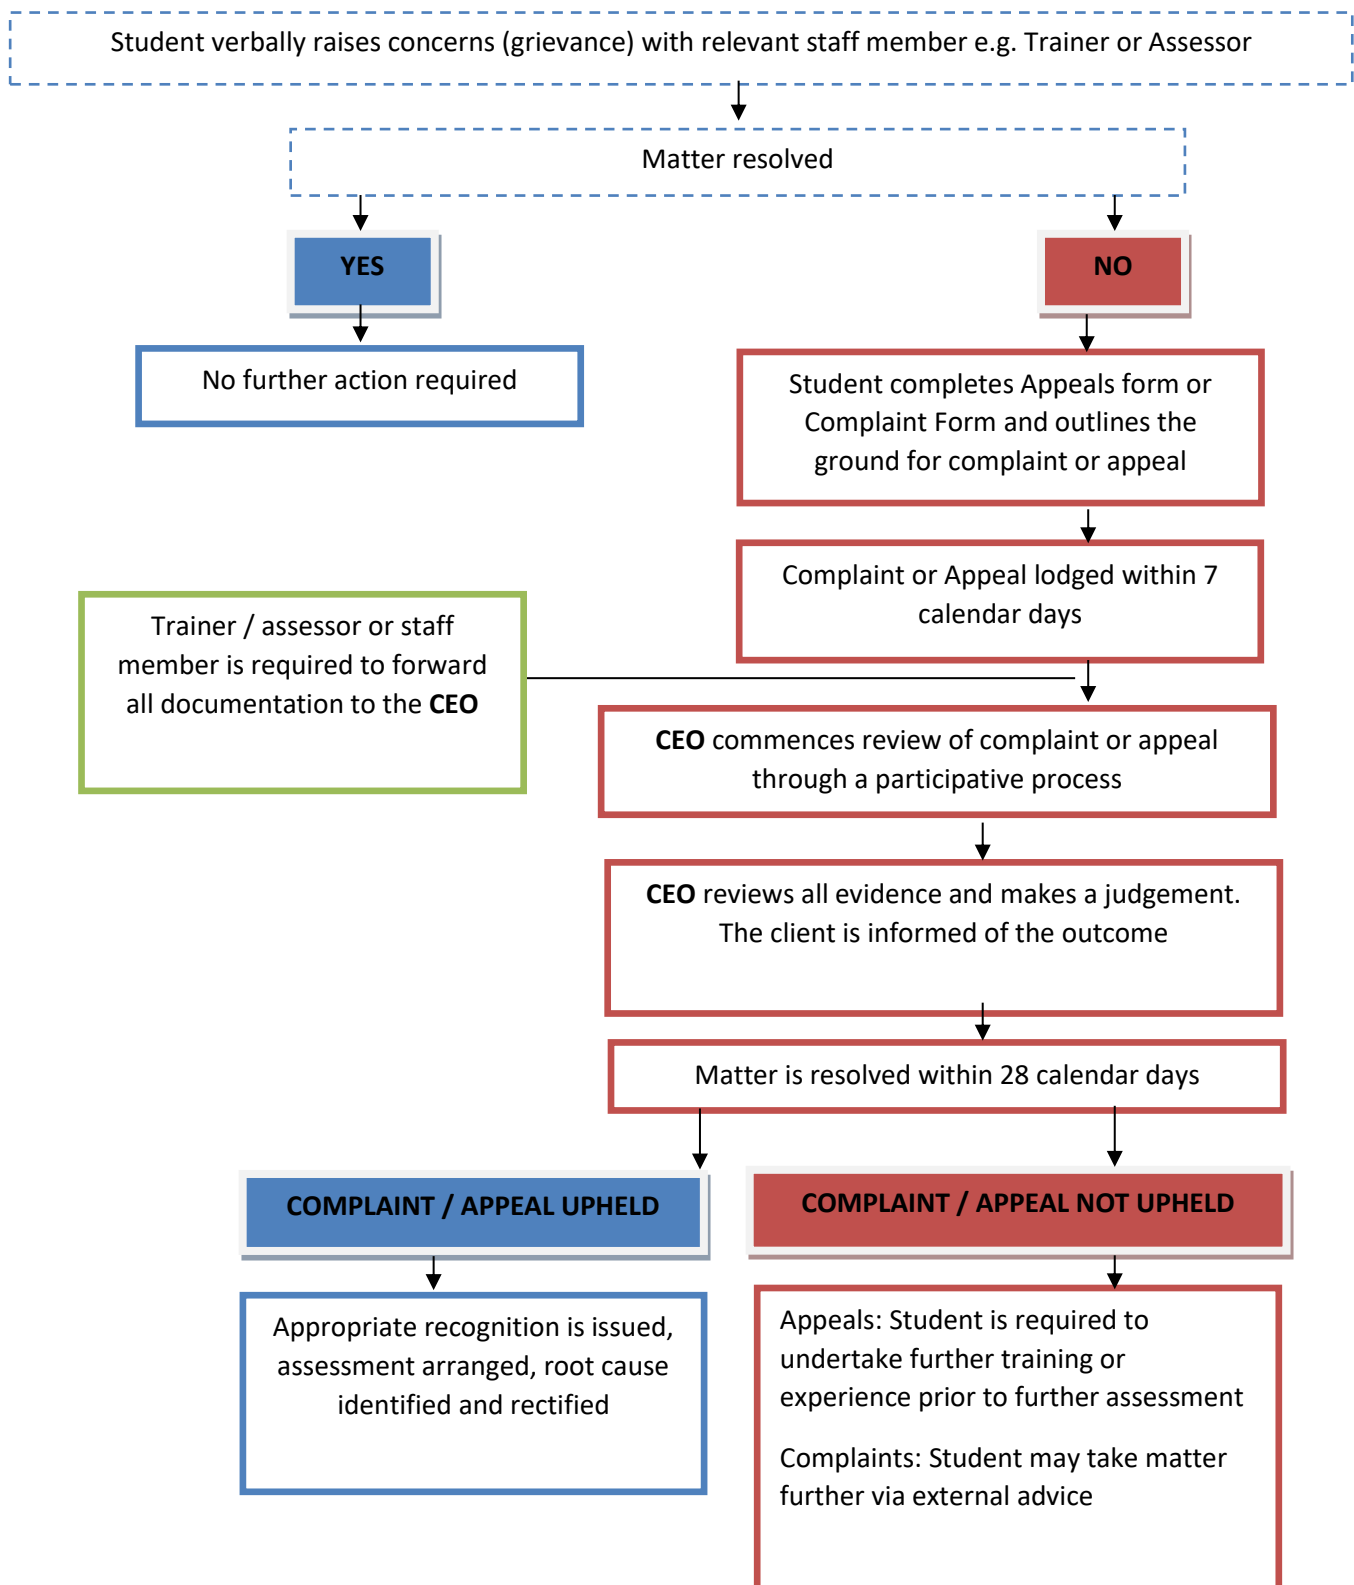 Student verbally raises concerns (grievance) with relevant staff member e.g. Trainer or Assessor
Matter resolved
YES
NO
No further action required
Student completes Appeals form or
Complaint Form and outlines the
ground for complaint or appeal
Complaint or Appeal lodged within 7
calendar days
Trainer / assessor or staff
member is required to forward
all documentation to the CEO
CEO commences review of complaint or appeal
through a participative process
CEO reviews all evidence and makes a judgement.
The client is informed of the outcome
Matter is resolved within 28 calendar days
COMPLAINT / APPEAL UPHELD
COMPLAINT / APPEAL NOT UPHELD
Appropriate recognition is issued,
assessment arranged, root cause
identified and rectified
Appeals: Student is required to
undertake further training or
experience prior to further assessment
Complaints: Student may take matter
further via external advice